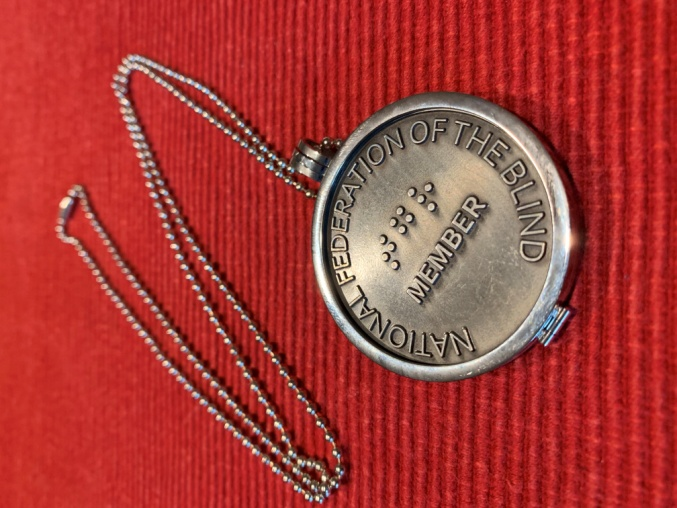 NATIONAL FEDERATION OF THE BLIND
MEMBER